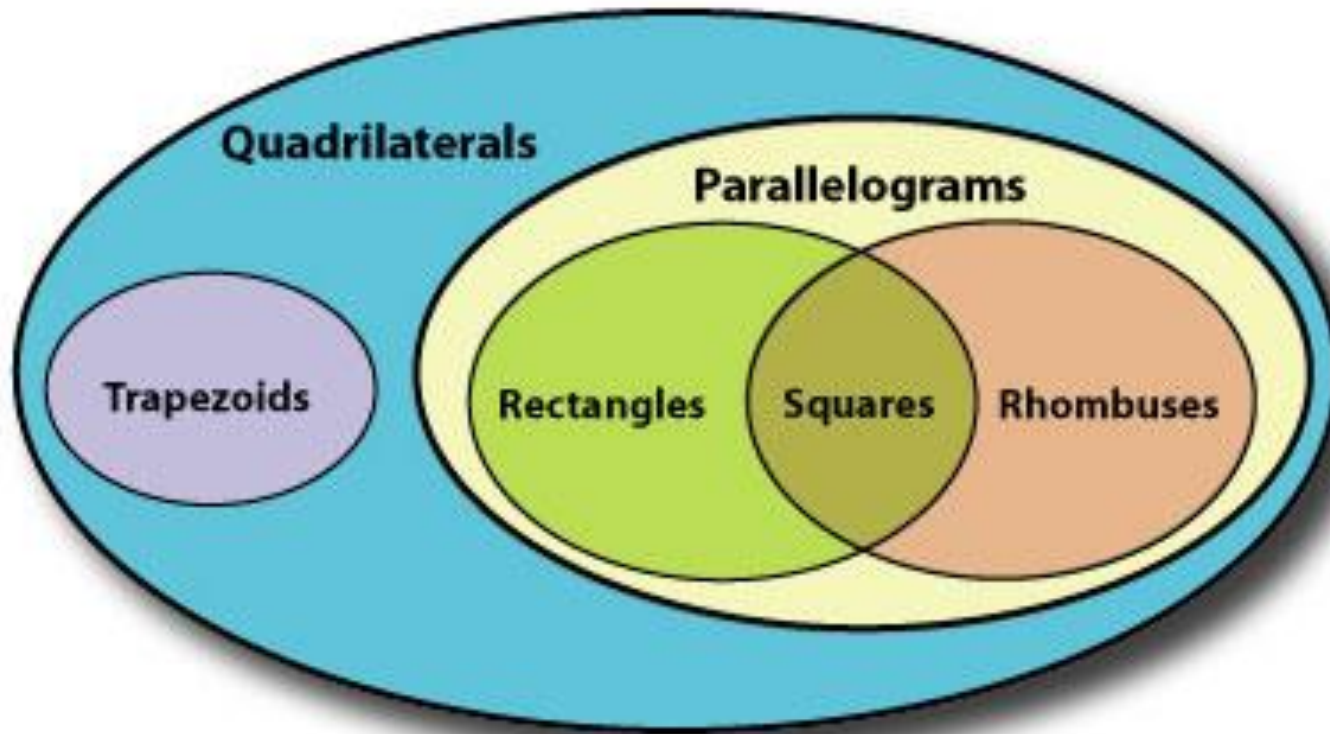 Quadrilaterals
Parallelograms
Trapezoids
Rectangles
Squares
Rhombuses